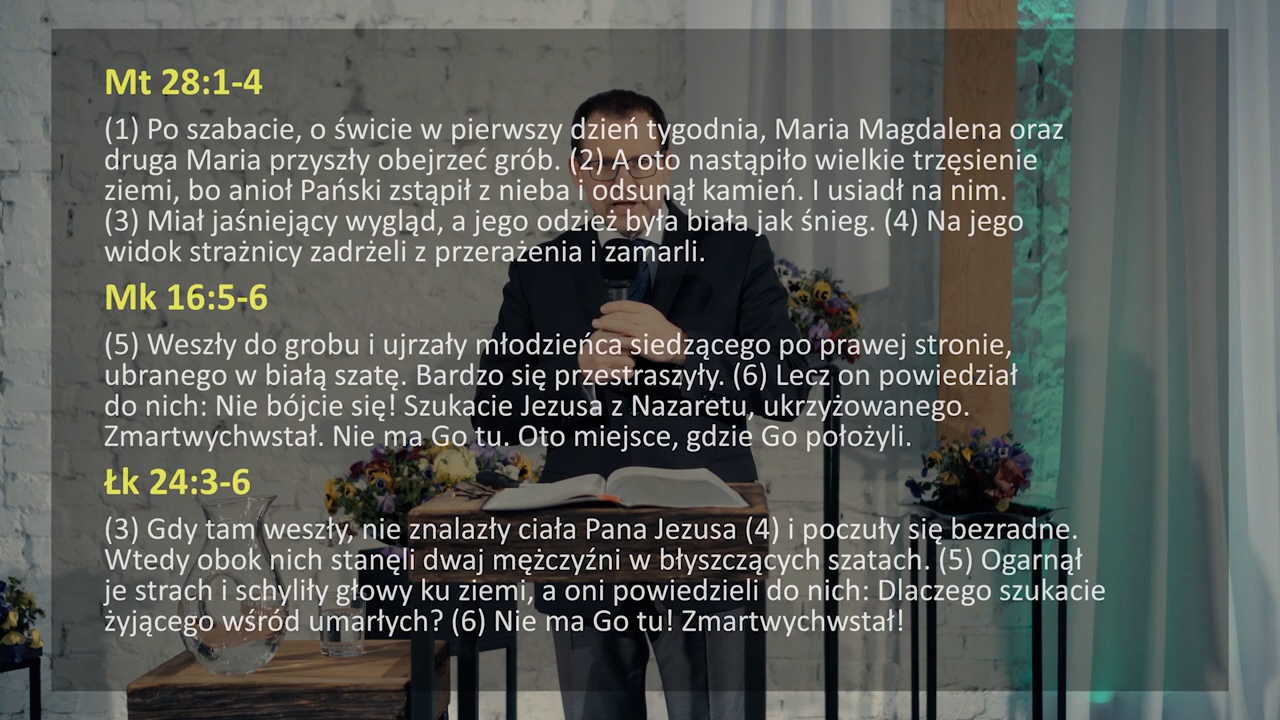 Mt 28:1-4
(1) Po szabacie, o świcie w pierwszy dzień tygodnia, Maria Magdalena oraz
druga Maria przyszły obejrzeć grób. (2) A oto nastąpiło wielkie trzęsienie
ziemi, bo anioł Pański zstąpił z nieba i odsunął kamień. I usiadł na nim.
(3) Miał jaśniejący wygląd, a jego odzież była biała jak śnieg. (4) Na jego
widok strażnicy zadrżeli z przerażenia i zamarli.
Mk 16:5-6
(5) Weszły do grobu i ujrzały młodzieńca siedzącego po prawej stronie,
ubranego w białą szatę. Bardzo się przestraszyły. (6) Lecz on powiedział
do nich: Nie bójcie się! Szukacie Jezusa z Nazaretu, ukrzyżowanego.
Zmartwychwstał. Nie ma Go tu. Oto miejsce, gdzie Go położyli.
Łk 24:3-6
(3) Gdy tam weszły, nie znalazły ciała Pana Jezusa (4) i poczuły się bezradne.
Wtedy obok nich stanęli dwaj mężczyźni w błyszczących szatach. (5) Ogarnął
je strach i schyliły głowy ku ziemi, a oni powiedzieli do nich: Dlaczego szukacie
żyjącego wśród umarłych? (6) Nie ma Go tu! Zmartwychwstał!